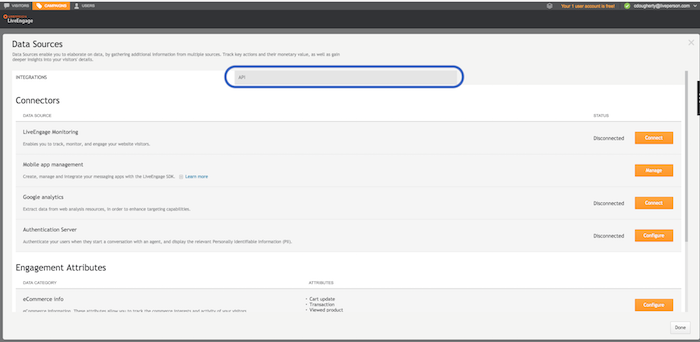 VISITORS
CAMPAIGNS
USERS
Your 1 user account is free!
cdougherty@liveperson.com
LiveEngage
Data Sources
Data Sources enable you to elaborate on data, by gathering additional information from multiple sources. Track key actions and their monetary value, as well as gain
deeper insights into your visitors' details.
INTEGRATIONS
API
Connectors
DATA SOURCE
STATUS
LiveEngage Monitoring
Enables you to track, monitor, and engage your website visitors.
Disconnected
Connect
Mobile app management
Create, manage and integrate your messaging apps with the LiveEngage SDK.
Learn more
Manage
Google analytics
Extract data from web analysis resources, in order to enhance targeting capabilities.
Disconnected
Connect
Authentication Server
Authenticate your users when they start a conversation with an agent, and display the relevant Personally Identifiable Information (PII).
Disconnected
Configure
Engagement Attributes
DATA CATEGORY
ATTRIBUTES
eCommerce info
• Cart update
• Transaction
• Viewed product
Configure
eCommerce information. These attributes allow you to track the commerce interests and activity of your visitors
Done